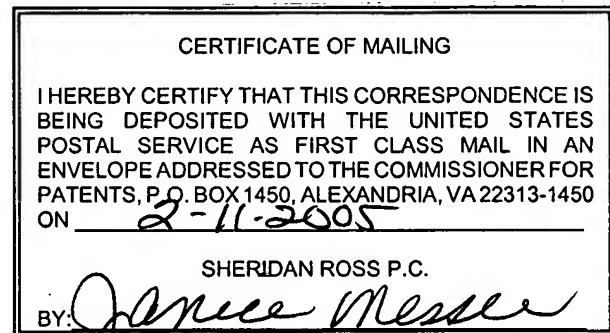 CERTIFICATE OF MAILING
I HEREBY CERTIFY THAT THIS CORRESPONDENCE IS
BEING DEPOSITED WITH THE UNITED STATES
POSTAL SERVICE AS FIRST CLASS MAIL IN AN
ENVELOPE ADDRESSED TO THE COMMISSIONER FOR
PATENTS, P.O. BOX 1450, ALEXANDRIA, VA 22313-1450
ON 2-11-2005
SHERIDAN ROSS P.C.
BY: Janice Messer